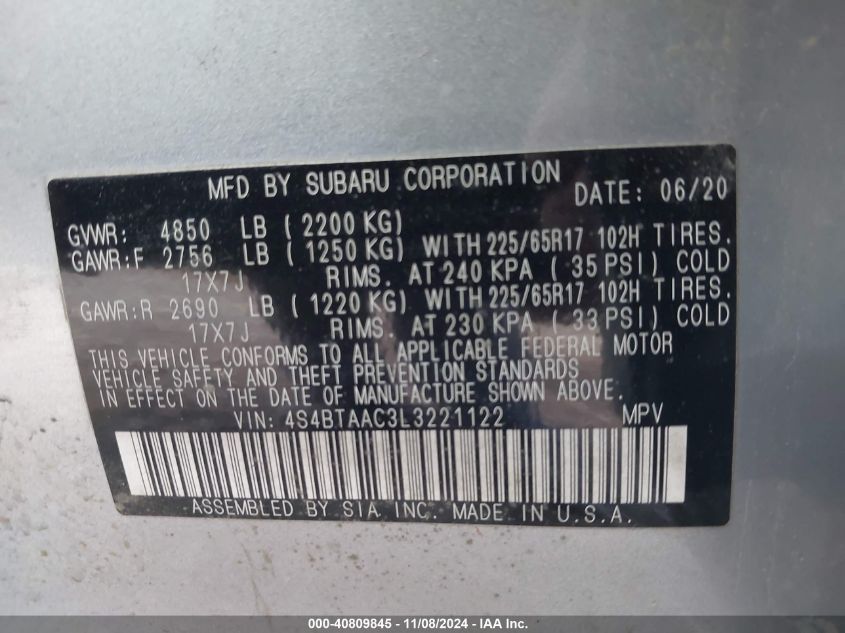 MFD BY SUBARU CORPORATION DATE: 06/20
GVWR: 4850 LB ( 2200 KG)
GAWR:F 2756 LB ( 1250 KG) WITH 225/65R17 102H TIRES.
17X7J RIMS. AT 240 KPA ( 35 PSI) COLD
GAWR:R 2690 LB ( 1220 KG) WITH 225/65R17 102H TIRES.
17X7J RIMS. AT 230 KPA ( 33 PSI) COLD
THIS VEHICLE CONFORMS TO ALL APPLICABLE FEDERAL MOTOR
VEHICLE SAFETY AND THEFT PREVENTION STANDARDS
IN EFFECT ON THE DATE OF MANUFACTURE SHOWN ABOVE.
VIN: 4S4BTAAC3L3221122 MPV
ASSEMBLED BY SIA INC. MADE IN U.S.A.
000-40809845 - 11/08/2024 - IAA Inc.